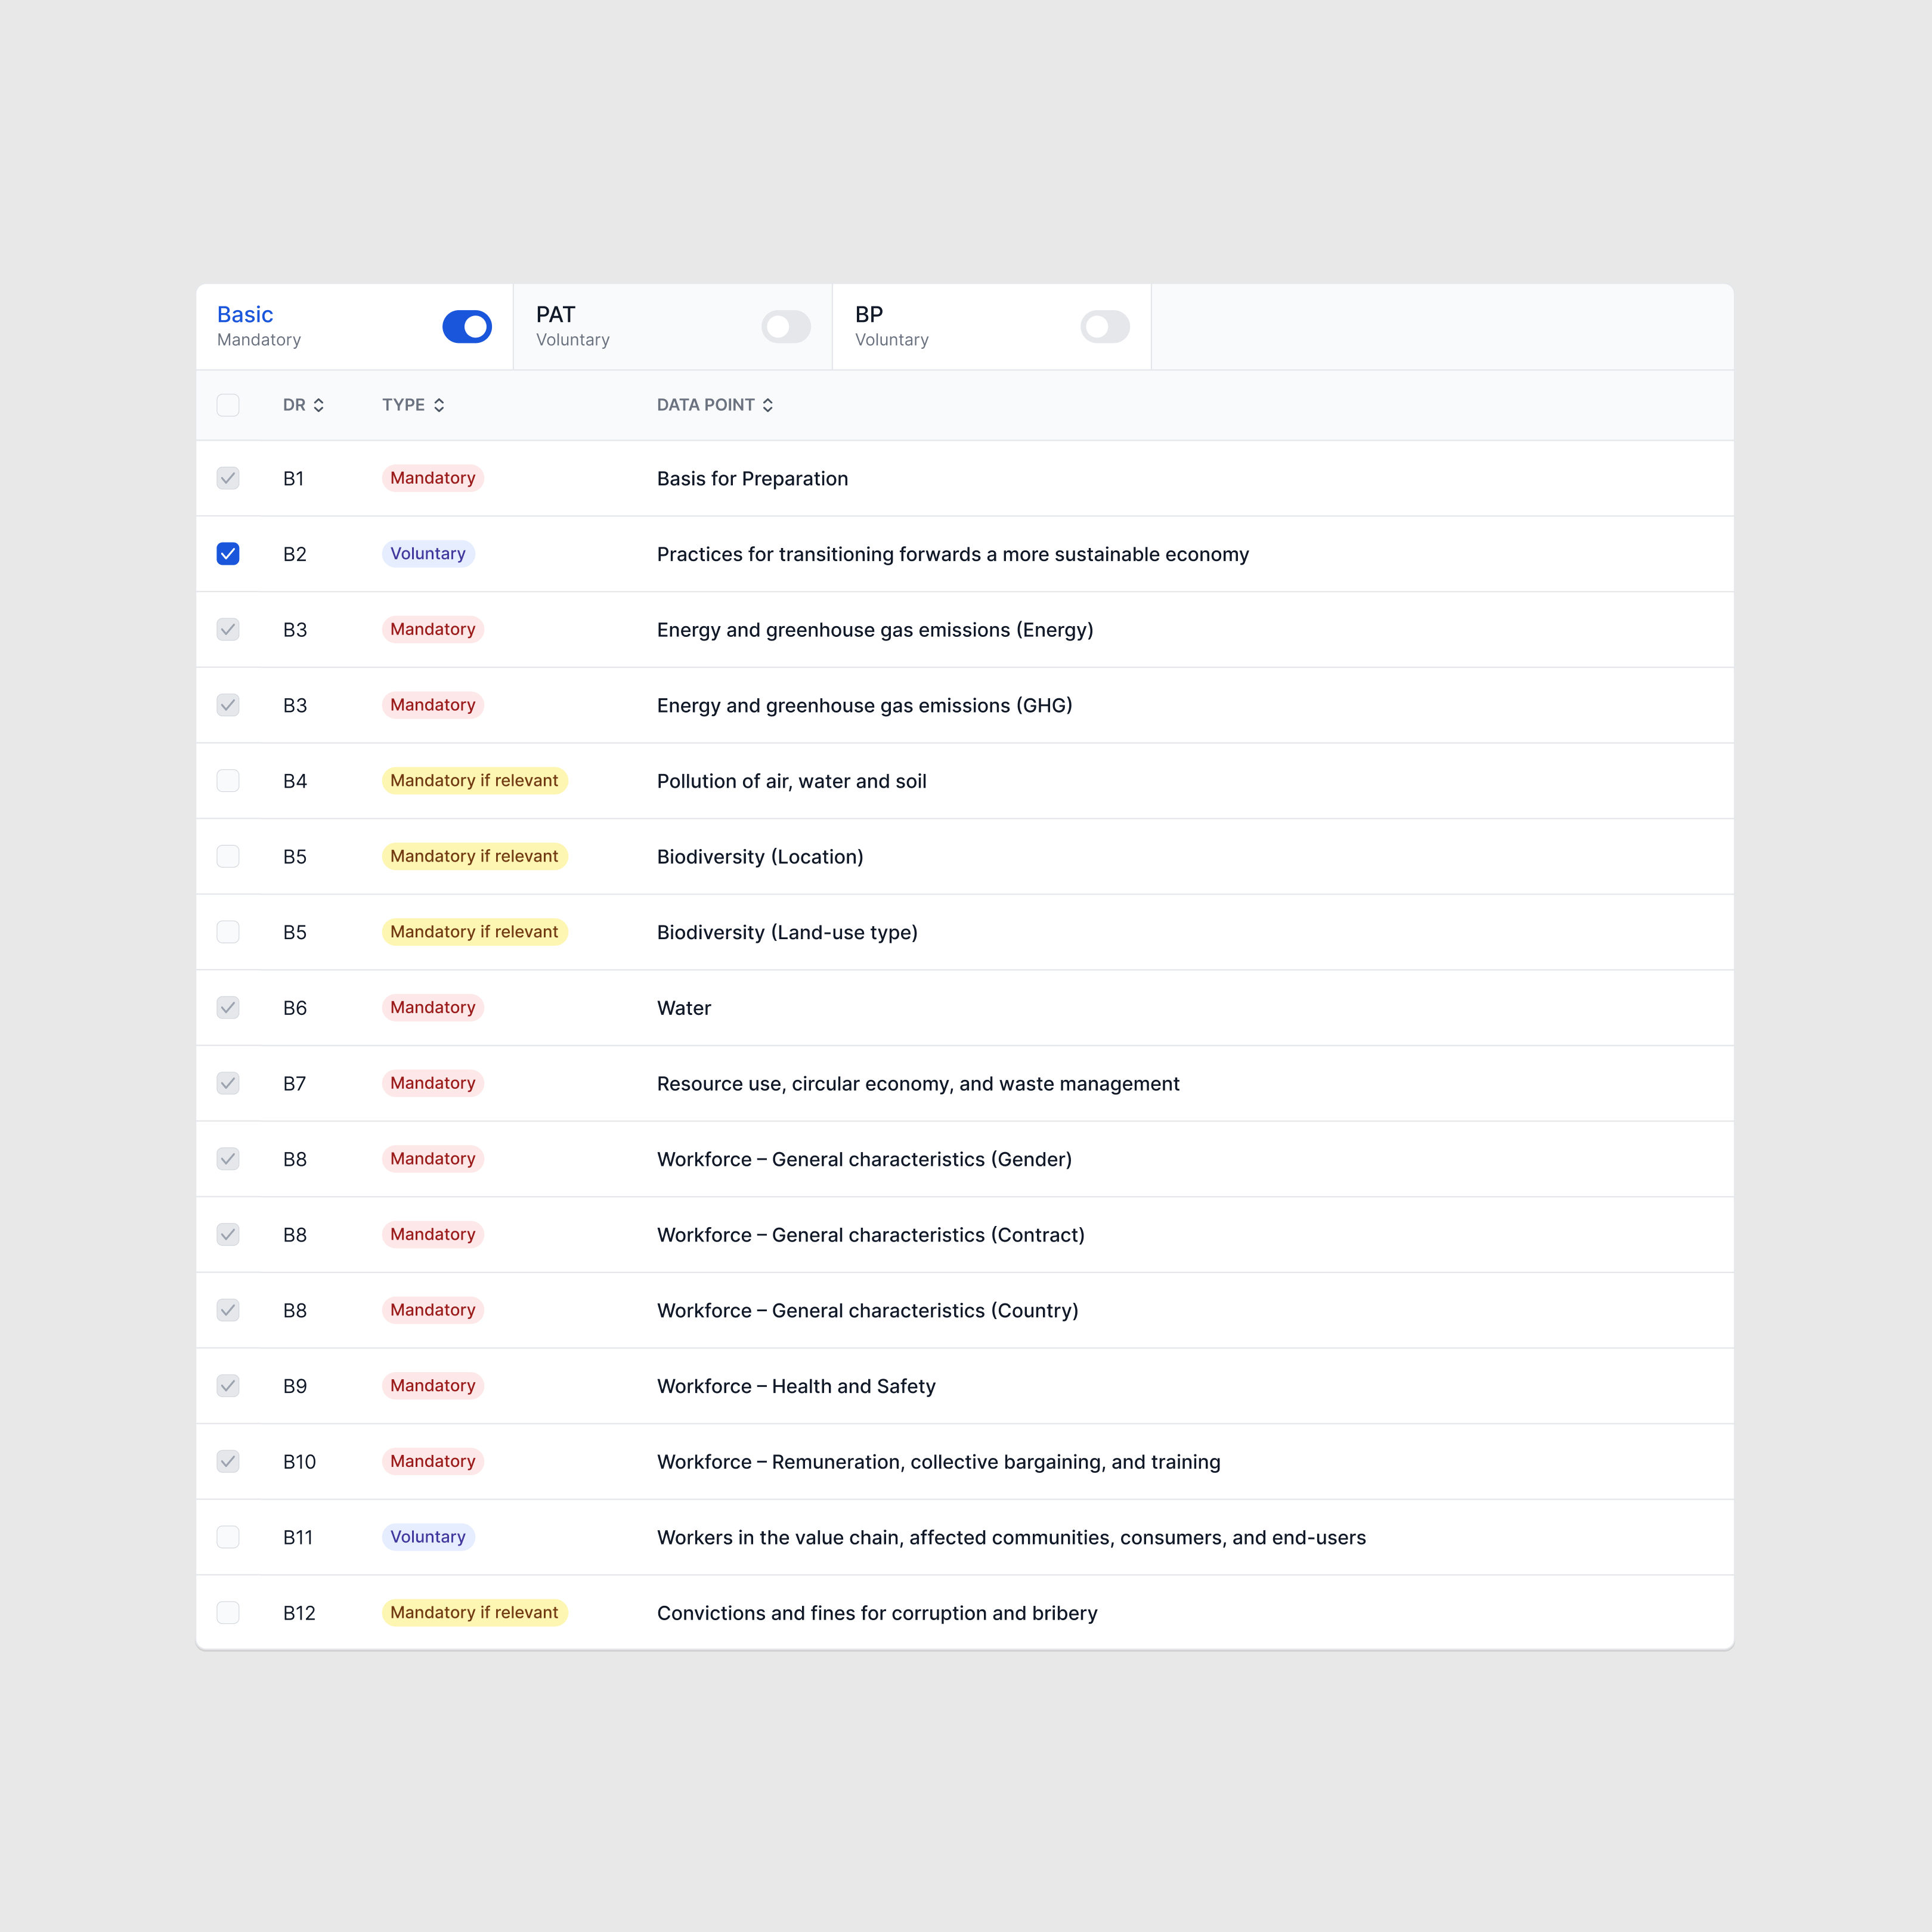 Basic
Mandatory
PAT
Voluntary
BP
Voluntary
DR TYPE DATA POINT
B1 Mandatory Basis for Preparation
B2 Voluntary Practices for transitioning forwards a more sustainable economy
B3 Mandatory Energy and greenhouse gas emissions (Energy)
B3 Mandatory Energy and greenhouse gas emissions (GHG)
B4 Mandatory if relevant Pollution of air, water and soil
B5 Mandatory if relevant Biodiversity (Location)
B5 Mandatory if relevant Biodiversity (Land-use type)
B6 Mandatory Water
B7 Mandatory Resource use, circular economy, and waste management
B8 Mandatory Workforce – General characteristics (Gender)
B8 Mandatory Workforce – General characteristics (Contract)
B8 Mandatory Workforce – General characteristics (Country)
B9 Mandatory Workforce – Health and Safety
B10 Mandatory Workforce – Remuneration, collective bargaining, and training
B11 Voluntary Workers in the value chain, affected communities, consumers, and end-users
B12 Mandatory if relevant Convictions and fines for corruption and bribery